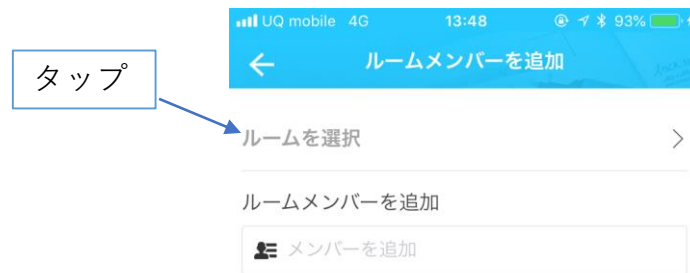 UQ mobile 4G 13:48 93%
ルームメンバーを追加
タップ
ルームを選択
ルームメンバーを追加
メンバーを追加